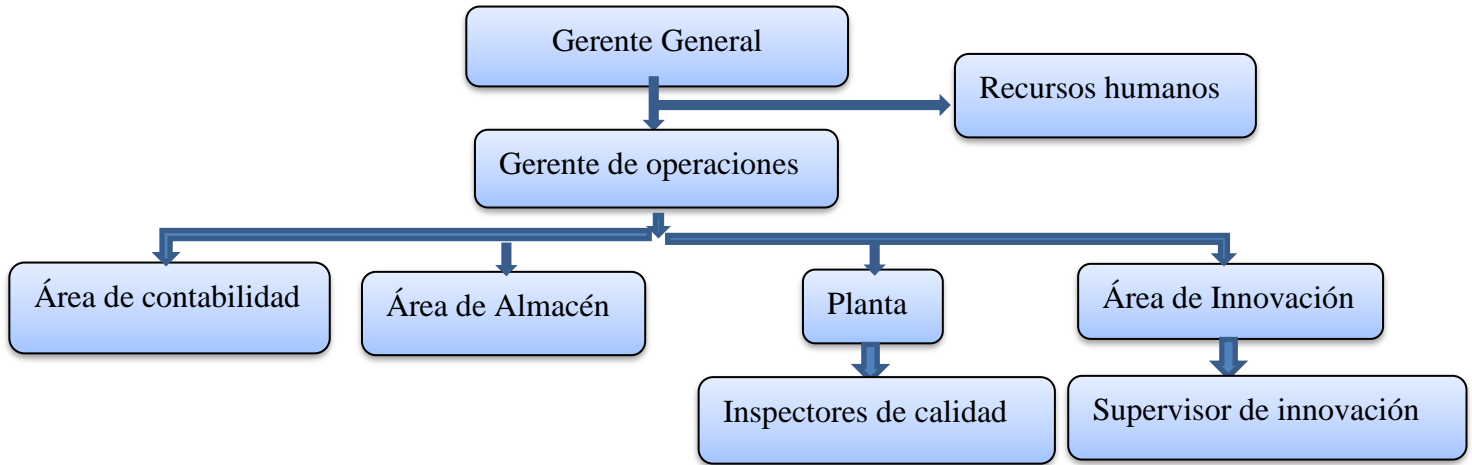 Gerente General
Recursos humanos
Gerente de operaciones
Área de contabilidad
Área de Almacén
Planta
Área de Innovación
Inspectores de calidad
Supervisor de innovación